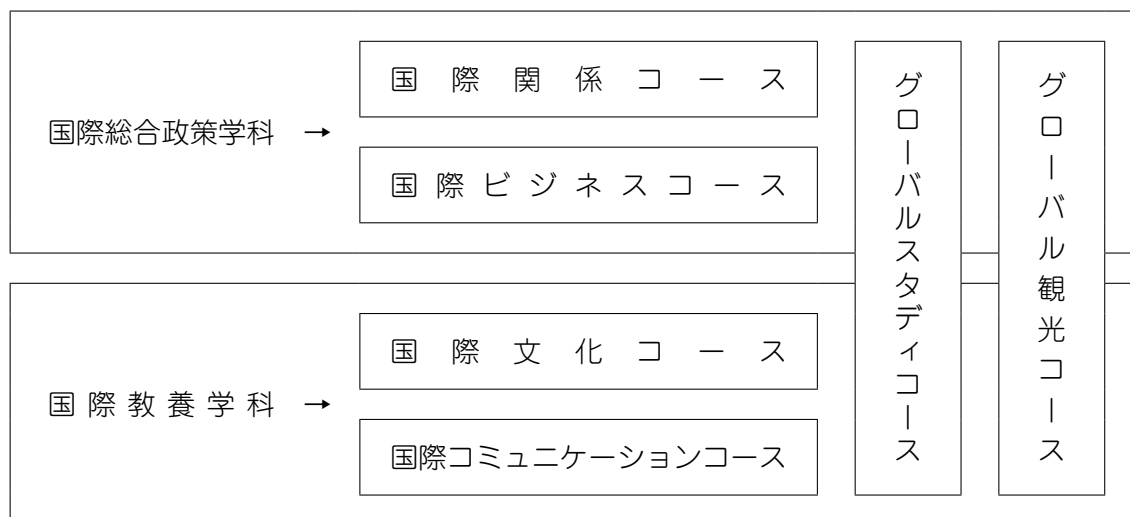 国際総合政策学科 →
国際関係コース
国際ビジネスコース
国際教養学科 →
国際文化コース
国際コミュニケーションコース
グローバルスタディコース
グローバル観光コース